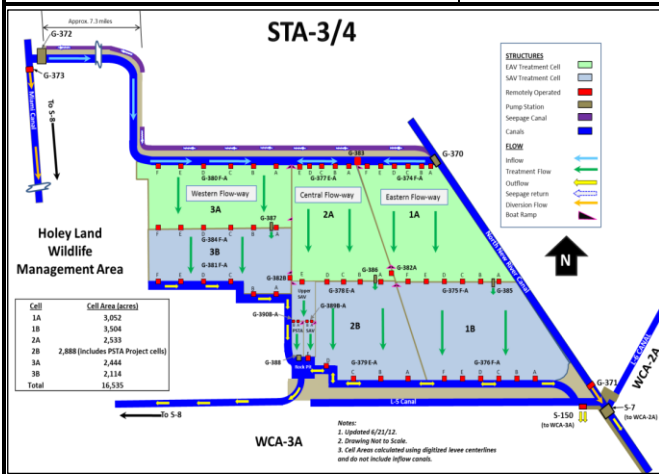 Approx. 7.3 miles
STA-3/4
G-372
G-373
Miami Canal
To S-8
STRUCTURES
EAV Treatment Cell
SAV Treatment Cell
Remotely Operated
Pump Station
Seepage Canal
Canals
FLOW
Inflow
Treatment Flow
Outflow
Seepage return
Diversion Flow
Boat Ramp
G-383
G-370
F E D C B A
E D C B A
F E D C B A
G-380 F-A
G-377 E-A
G-374 F-A
Western Flow-way
Central Flow-way
Eastern Flow-way
3A
2A
1A
G-387
North New River Canal
N
Holey Land
Wildlife
Management Area
F E D C B A
G-384 F-A
3B
G-381 F-A
F E D C
B A
G-382B
G-386
G-382A
E
D C B A
F E D C B A
Upper
SAV
G-378 E-A
G-375 F-A
G-385
G-390B-A
G-389B-A
PSTA
SAV
2B
1B
Cell Cell Area (acres)
1A 3,052
1B 3,504
2A 2,533
2B 2,888 (includes PSTA Project cells)
3A 2,444
3B 2,114
Total 16,535
G-388
G-379 E-A
G-376 F-A
D
C B A
F E D C B A
L-6 CANAL
WCA-2A
G-371
L-5 Canal
S-7
(to WCA-2A)
S-150
(to WCA-3A)
To S-8
WCA-3A
Notes:
1. Updated 6/21/12.
2. Drawing Not to Scale.
3. Cell Areas calculated using digitized levee centerlines
and do not include inflow canals.